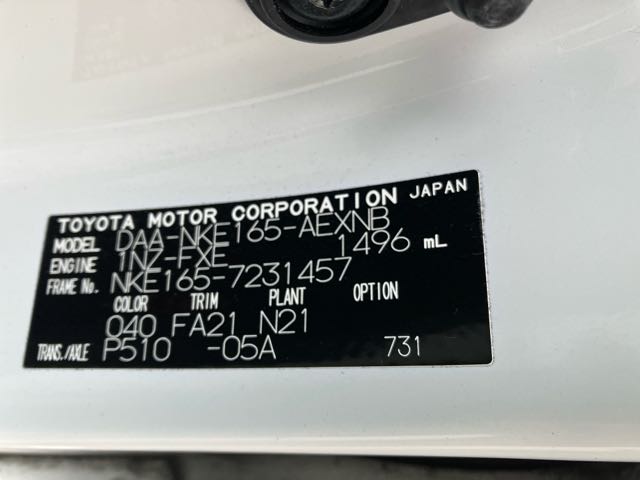 TOYOTA MOTOR CORPORATION JAPAN
MODEL DAA-NKE165-AEXNB
ENGINE 1NZ-FXE 1496 mL
FRAME No. NKE165-7231457
COLOR TRIM PLANT OPTION
040 FA21 N21
TRANS./AXLE P510 -05A 731